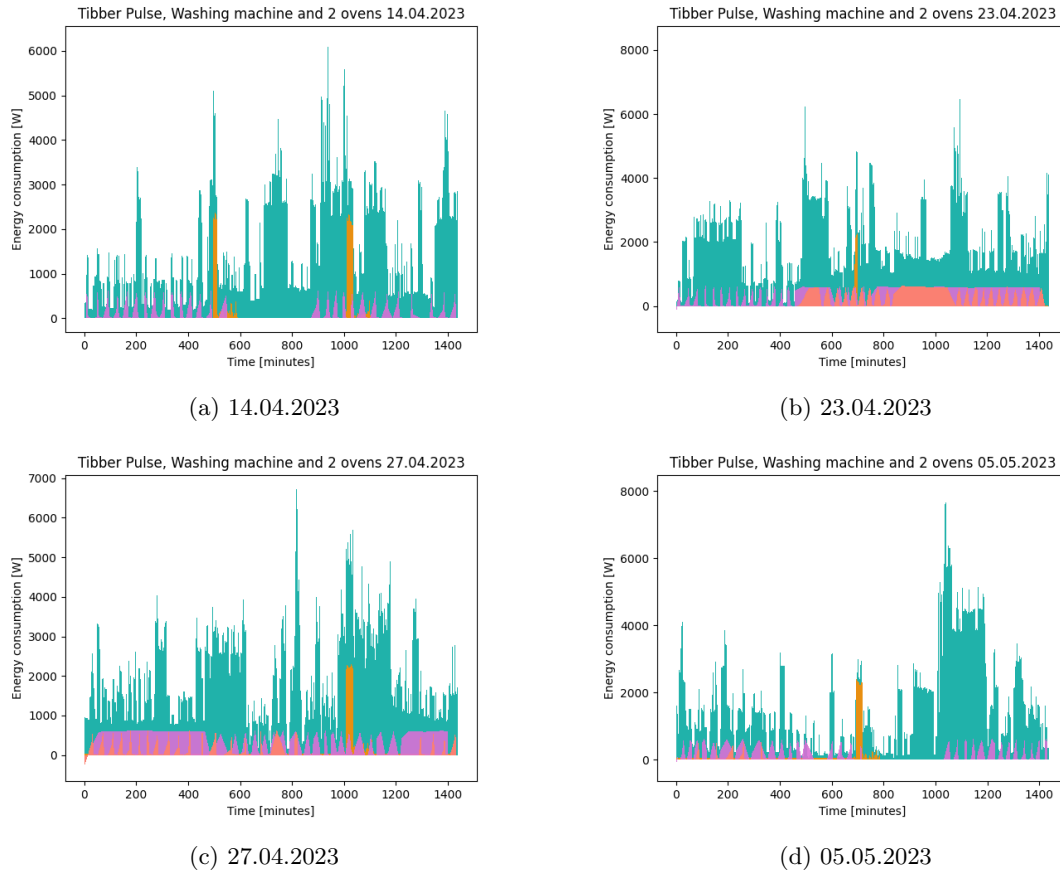 Tibber Pulse, Washing machine and 2 ovens 14.04.2023
Energy consumption [W]
6000
5000
4000
3000
2000
1000
0
0 200 400 600 800 1000 1200 1400
Time [minutes]
(a) 14.04.2023
Tibber Pulse, Washing machine and 2 ovens 23.04.2023
Energy consumption [W]
8000
6000
4000
2000
0
0 200 400 600 800 1000 1200 1400
Time [minutes]
(b) 23.04.2023
Tibber Pulse, Washing machine and 2 ovens 27.04.2023
Energy consumption [W]
7000
6000
5000
4000
3000
2000
1000
0
0 200 400 600 800 1000 1200 1400
Time [minutes]
(c) 27.04.2023
Tibber Pulse, Washing machine and 2 ovens 05.05.2023
Energy consumption [W]
8000
6000
4000
2000
0
0 200 400 600 800 1000 1200 1400
Time [minutes]
(d) 05.05.2023